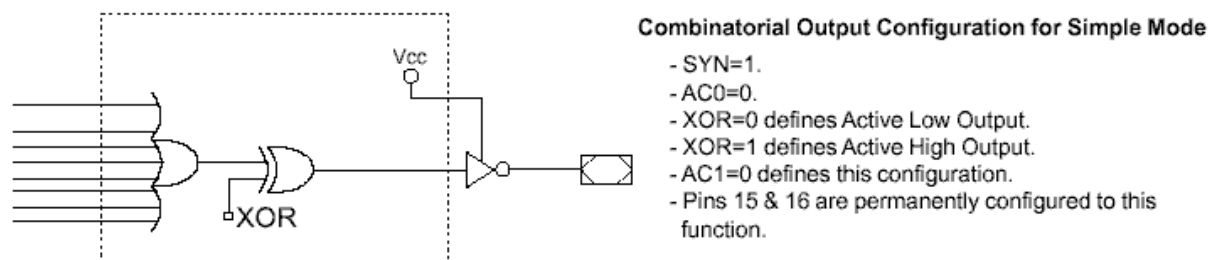 Vcc
XOR
Combinatorial Output Configuration for Simple Mode
- SYN=1.
- AC0=0.
- XOR=0 defines Active Low Output.
- XOR=1 defines Active High Output.
- AC1=0 defines this configuration.
- Pins 15 & 16 are permanently configured to this
function.